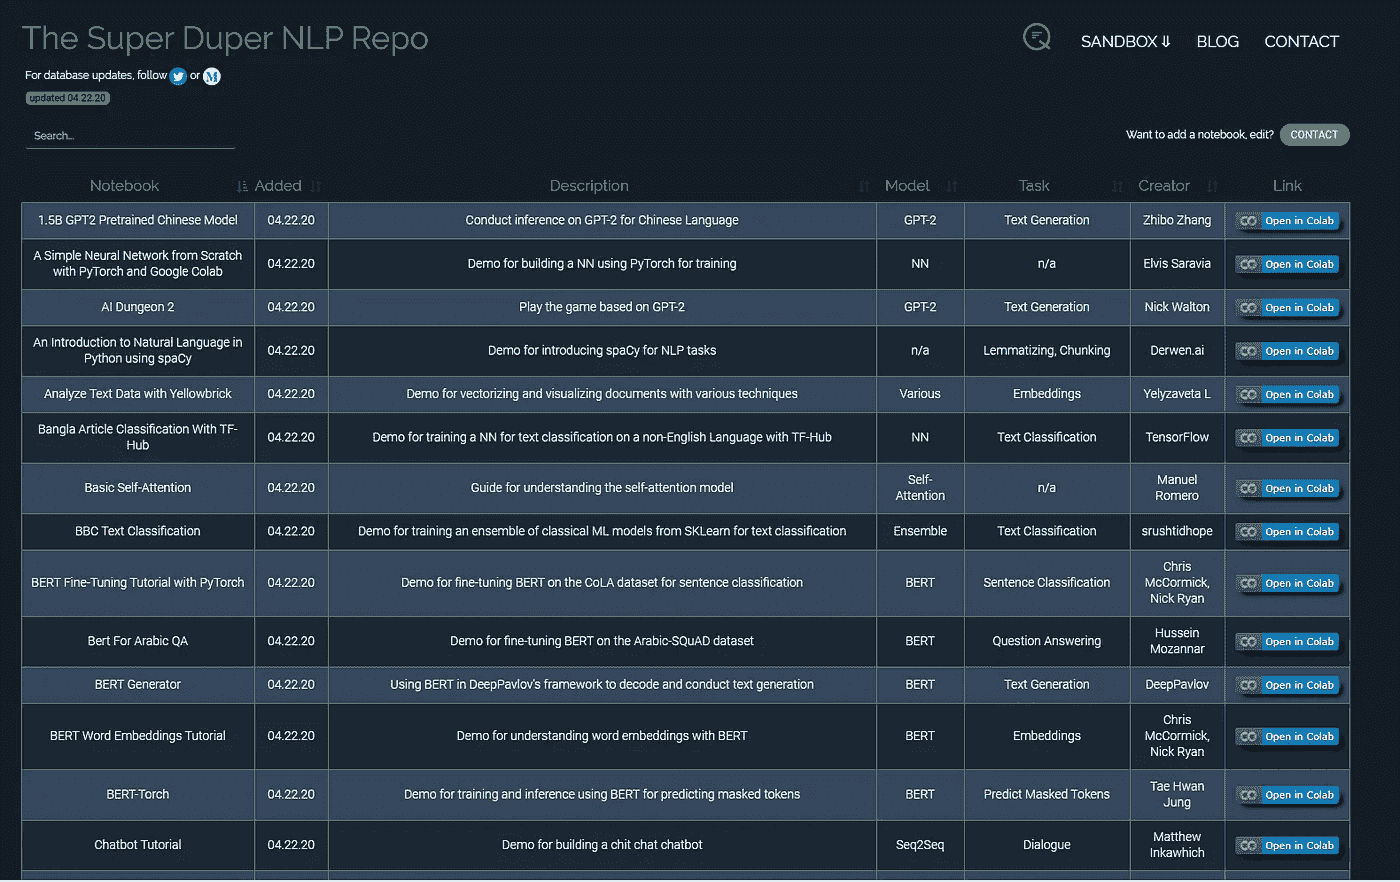 The Super Duper NLP Repo
SANDBOX ⇓ BLOG CONTACT
For database updates, follow or M
updated 04.22.20
Search...
Want to add a notebook, edit? CONTACT
Notebook Added Description Model Task Creator Link
1.5B GPT2 Pretrained Chinese Model 04.22.20 Conduct inference on GPT-2 for Chinese Language GPT-2 Text Generation Zhibo Zhang CO Open in Colab
A Simple Neural Network from Scratch
with PyTorch and Google Colab 04.22.20 Demo for building a NN using PyTorch for training NN n/a Elvis Saravia CO Open in Colab
AI Dungeon 2 04.22.20 Play the game based on GPT-2 GPT-2 Text Generation Nick Walton CO Open in Colab
An Introduction to Natural Language in
Python using spaCy 04.22.20 Demo for introducing spaCy for NLP tasks n/a Lemmatizing, Chunking Derwen.ai CO Open in Colab
Analyze Text Data with Yellowbrick 04.22.20 Demo for vectorizing and visualizing documents with various techniques Various Embeddings Yelyzaveta L CO Open in Colab
Bangla Article Classification With TF-
Hub 04.22.20 Demo for training a NN for text classification on a non-English Language with TF-Hub NN Text Classification TensorFlow CO Open in Colab
Basic Self-Attention 04.22.20 Guide for understanding the self-attention model Self-
Attention n/a Manuel
Romero CO Open in Colab
BBC Text Classification 04.22.20 Demo for training an ensemble of classical ML models from SKLearn for text classification Ensemble Text Classification srushtidhope CO Open in Colab
BERT Fine-Tuning Tutorial with PyTorch 04.22.20 Demo for fine-tuning BERT on the CoLA dataset for sentence classification BERT Sentence Classification Chris
McCormick,
Nick Ryan CO Open in Colab
Bert For Arabic QA 04.22.20 Demo for fine-tuning BERT on the Arabic-SQuAD dataset BERT Question Answering Hussein
Mozannar CO Open in Colab
BERT Generator 04.22.20 Using BERT in DeepPavlov's framework to decode and conduct text generation BERT Text Generation DeepPavlov CO Open in Colab
BERT Word Embeddings Tutorial 04.22.20 Demo for understanding word embeddings with BERT BERT Embeddings Chris
McCormick,
Nick Ryan CO Open in Colab
BERT-Torch 04.22.20 Demo for training and inference using BERT for predicting masked tokens BERT Predict Masked Tokens Tae Hwan
Jung CO Open in Colab
Chatbot Tutorial 04.22.20 Demo for building a chit chat chatbot Seq2Seq Dialogue Matthew
Inkawhich CO Open in Colab